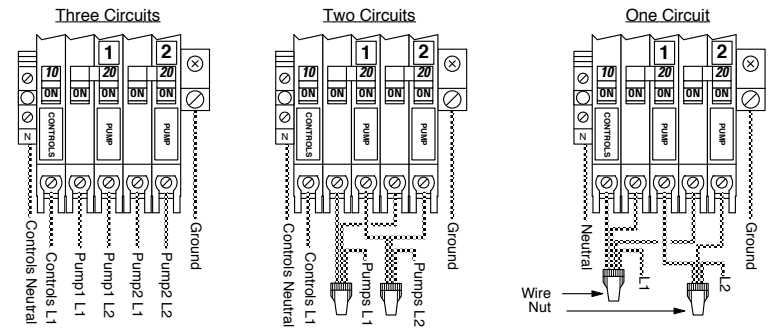 Three Circuits
1 2
10 20 20
ON ON ON ON ON
N CONTROLS PUMP PUMP
Controls Neutral
Controls L1
Pump1 L1
Pump1 L2
Pump2 L1
Pump2 L2
Ground
Two Circuits
1 2
10 20 20
ON ON ON ON ON
N CONTROLS PUMP PUMP
Controls Neutral
Controls L1
Pumps L1
Pumps L2
Ground
One Circuit
1 2
10 20 20
ON ON ON ON ON
N CONTROLS PUMP PUMP
Neutral
L1
L2
Ground
Wire
Nut